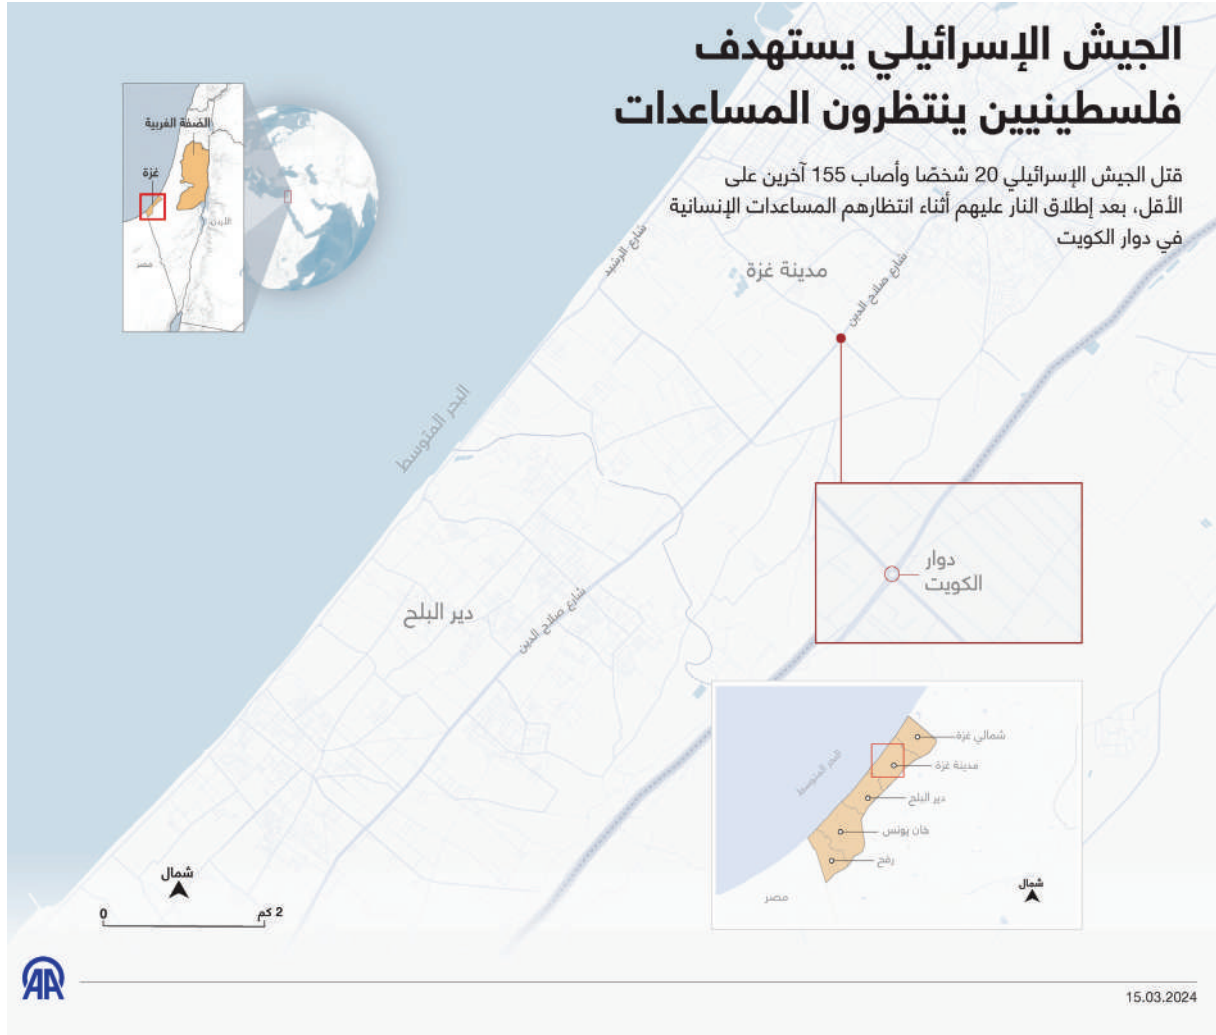 الجيش الإسرائيلي يستهدف
فلسطينيين ينتظرون المساعدات
قتل الجيش الإسرائيلي 20 شخصًا وأصاب 155 آخرين على
الأقل، بعد إطلاق النار عليهم أثناء انتظارهم المساعدات الإنسانية
في دوار الكويت
الضفة الغربية
غزة
الأردن
مصر
شارع الرشيد
مدينة غزة
شارع صلاح الدين
البحر المتوسط
دوار
الكويت
دير البلح
شارع صلاح الدين
شمالي غزة
مدينة غزة
البحر المتوسط
دير البلح
خان يونس
رفح
مصر
شمال
شمال
0
2 كم
AA
15.03.2024